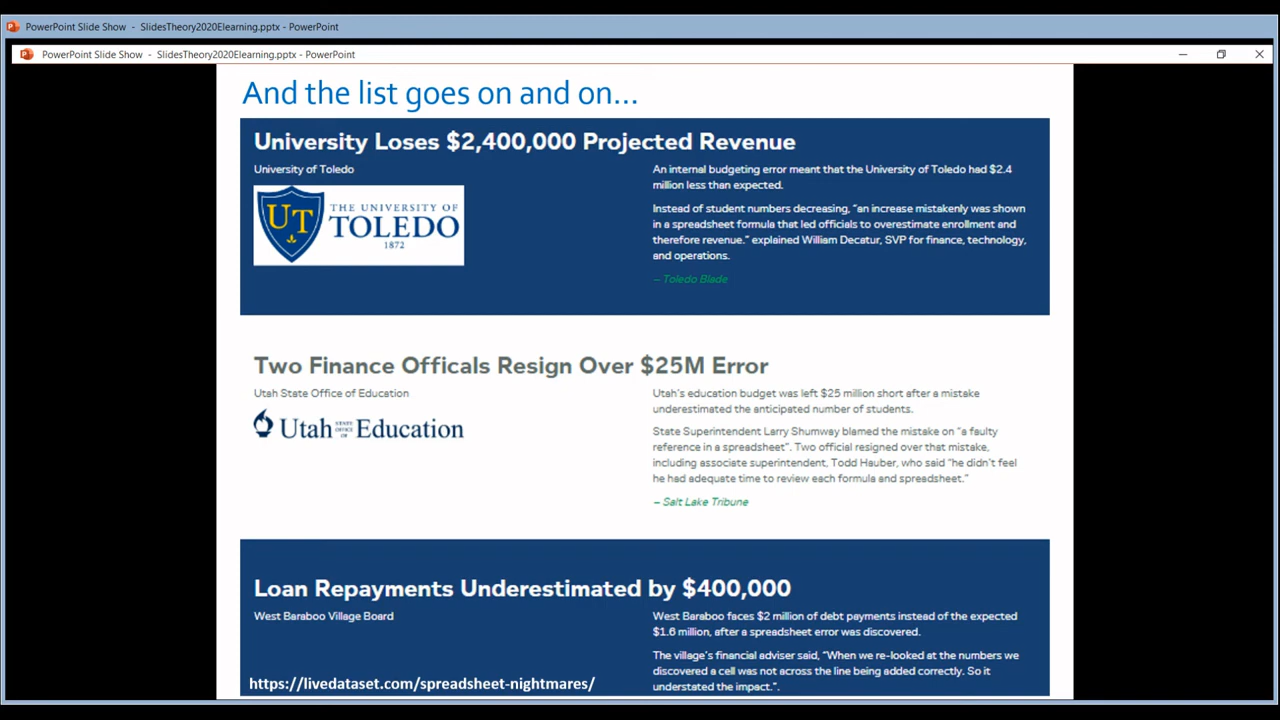 PowerPoint Slide Show - SlidesTheory2020Elearning.pptx - PowerPoint
PowerPoint Slide Show - SlidesTheory2020Elearning.pptx - PowerPoint
And the list goes on and on...
University Loses $2,400,000 Projected Revenue
University of Toledo
UT
THE UNIVERSITY OF
TOLEDO
1872
An internal budgeting error meant that the University of Toledo had $2.4
million less than expected.
Instead of student numbers decreasing, “an increase mistakenly was shown
in a spreadsheet formula that led officials to overestimate enrollment and
therefore revenue.” explained William Decatur, SVP for finance, technology,
and operations.
– Toledo Blade
Two Finance Officals Resign Over $25M Error
Utah State Office of Education
Utah STATE OFFICE OF Education
Utah’s education budget was left $25 million short after a mistake
underestimated the anticipated number of students.
State Superintendent Larry Shumway blamed the mistake on “a faulty
reference in a spreadsheet”. Two official resigned over that mistake,
including associate superintendent, Todd Hauber, who said “he didn’t feel
he had adequate time to review each formula and spreadsheet.”
– Salt Lake Tribune
Loan Repayments Underestimated by $400,000
West Baraboo Village Board
West Baraboo faces $2 million of debt payments instead of the expected
$1.6 million, after a spreadsheet error was discovered.
The village’s financial adviser said, “When we re-looked at the numbers we
discovered a cell was not across the line being added correctly. So it
understated the impact.”.
https://livedataset.com/spreadsheet-nightmares/